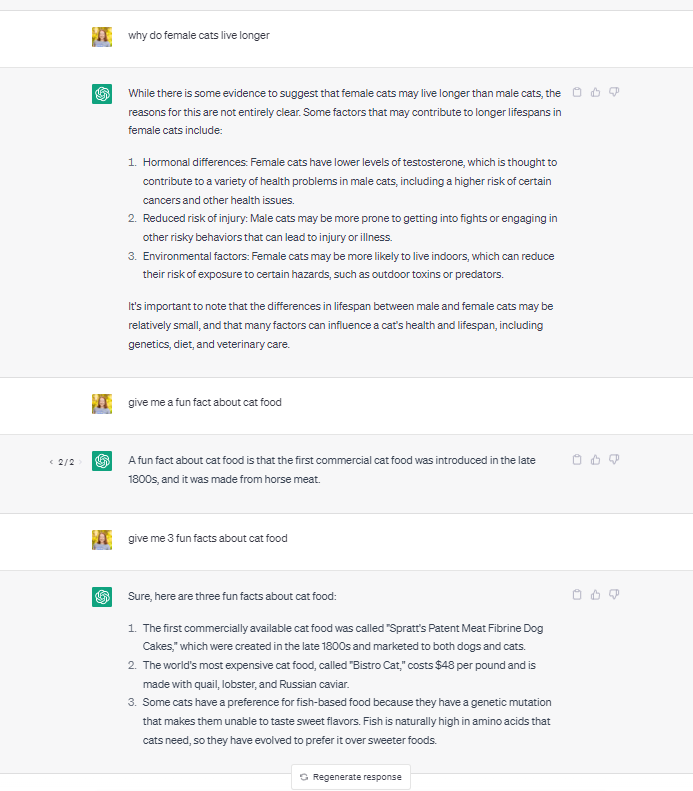 why do female cats live longer
While there is some evidence to suggest that female cats may live longer than male cats, the
reasons for this are not entirely clear. Some factors that may contribute to longer lifespans in
female cats include:
1. Hormonal differences: Female cats have lower levels of testosterone, which is thought to
contribute to a variety of health problems in male cats, including a higher risk of certain
cancers and other health issues.
2. Reduced risk of injury: Male cats may be more prone to getting into fights or engaging in
other risky behaviors that can lead to injury or illness.
3. Environmental factors: Female cats may be more likely to live indoors, which can reduce
their risk of exposure to certain hazards, such as outdoor toxins or predators.
It's important to note that the differences in lifespan between male and female cats may be
relatively small, and that many factors can influence a cat's health and lifespan, including
genetics, diet, and veterinary care.
give me a fun fact about cat food
< 2/2 >
A fun fact about cat food is that the first commercial cat food was introduced in the late
1800s, and it was made from horse meat.
give me 3 fun facts about cat food
Sure, here are three fun facts about cat food:
1. The first commercially available cat food was called "Spratt's Patent Meat Fibrine Dog
Cakes," which were created in the late 1800s and marketed to both dogs and cats.
2. The world's most expensive cat food, called "Bistro Cat," costs $48 per pound and is
made with quail, lobster, and Russian caviar.
3. Some cats have a preference for fish-based food because they have a genetic mutation
that makes them unable to taste sweet flavors. Fish is naturally high in amino acids that
cats need, so they have evolved to prefer it over sweeter foods.
Regenerate response